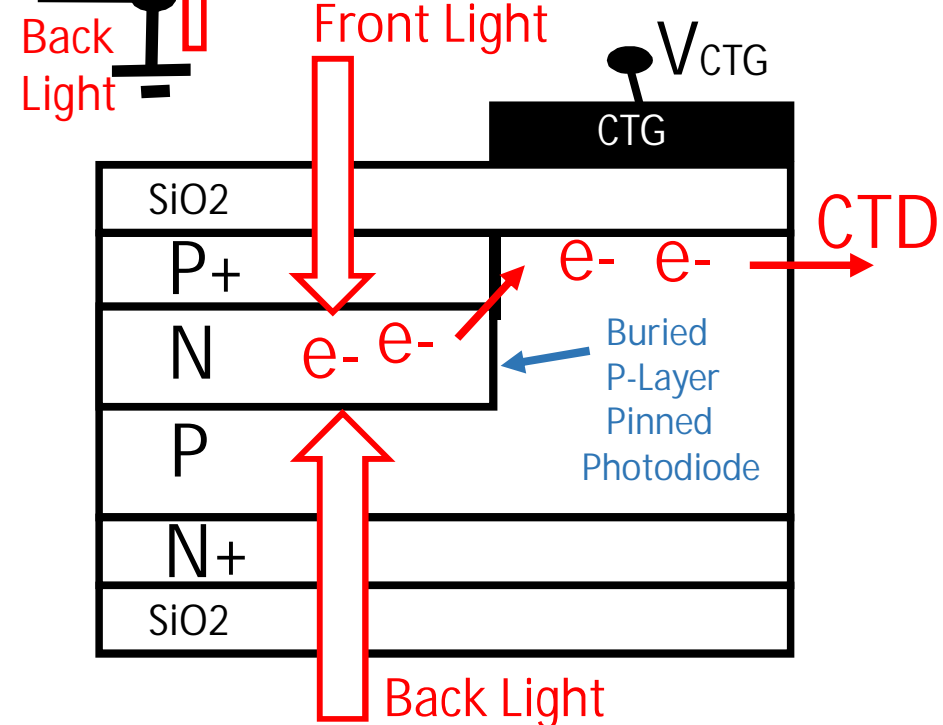 Back
Light
Front Light
VCTG
CTG
SiO2
P+
e- e-
CTD
N
e- e-
Buried
P-Layer
Pinned
Photodiode
P
N+
SiO2
Back Light